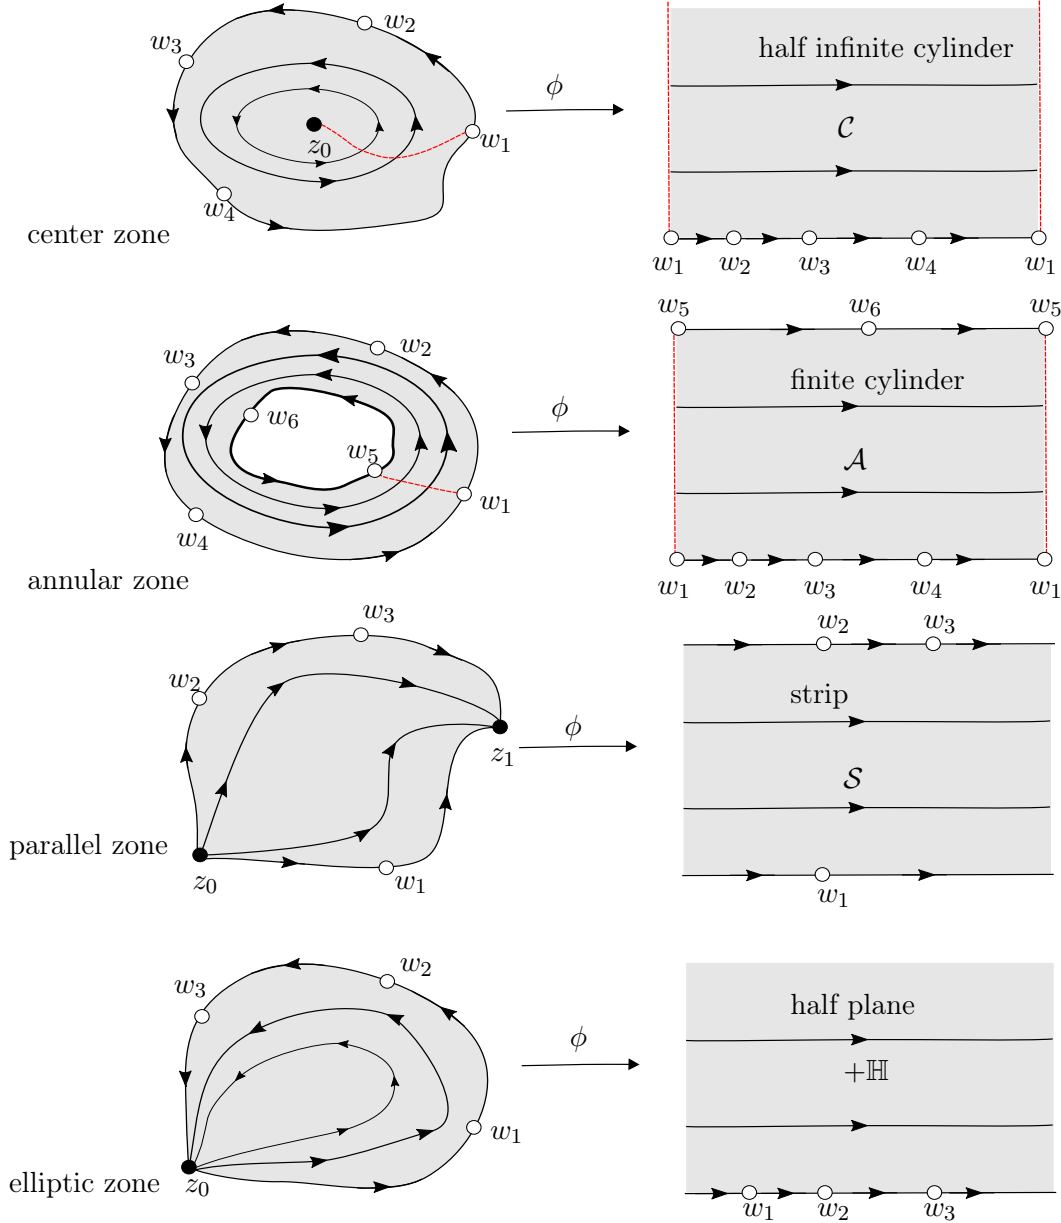 w₂
w₃
half infinite cylinder
ϕ
𝒞
z₀
w₁
w₄
center zone
w₁ w₂ w₃ w₄ w₁
w₅ w₆ w₅
w₂
w₃
finite cylinder
w₆
ϕ
w₅
𝒜
w₁
w₄
annular zone
w₁ w₂ w₃ w₄ w₁
w₃
w₂ w₃
w₂
strip
z₁
ϕ
𝒮
parallel zone
z₀
w₁
w₁
w₂
w₃
half plane
ϕ
+ℍ
w₁
elliptic zone
z₀
w₁ w₂ w₃